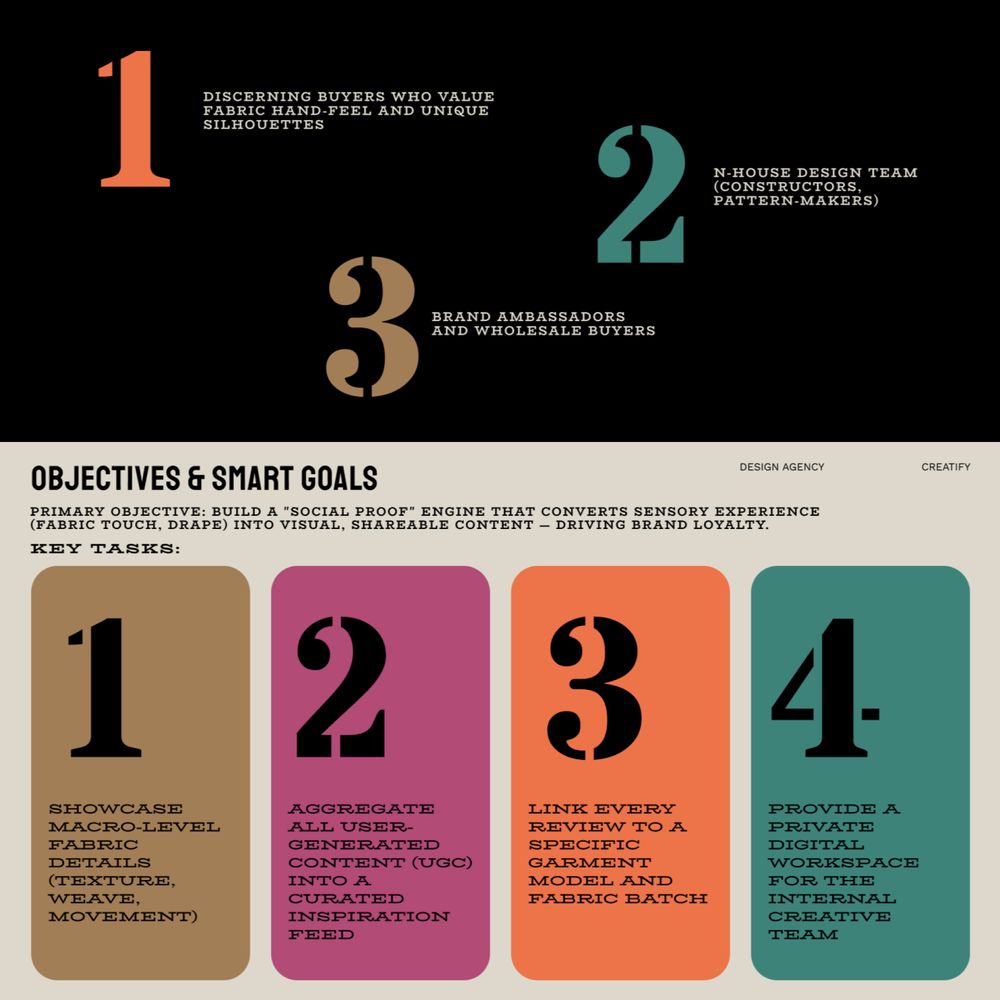 1
DISCERNING BUYERS WHO VALUE
FABRIC HAND-FEEL AND UNIQUE
SILHOUETTES
2
N-HOUSE DESIGN TEAM
(CONSTRUCTORS,
PATTERN-MAKERS)
3
BRAND AMBASSADORS
AND WHOLESALE BUYERS
OBJECTIVES & SMART GOALS
DESIGN AGENCY
CREATIFY
PRIMARY OBJECTIVE: BUILD A "SOCIAL PROOF" ENGINE THAT CONVERTS SENSORY EXPERIENCE
(FABRIC TOUCH, DRAPE) INTO VISUAL, SHAREABLE CONTENT — DRIVING BRAND LOYALTY.
KEY TASKS:
1
SHOWCASE
MACRO-LEVEL
FABRIC
DETAILS
(TEXTURE,
WEAVE,
MOVEMENT)
2
AGGREGATE
ALL USER-
GENERATED
CONTENT (UGC)
INTO A
CURATED
INSPIRATION
FEED
3
LINK EVERY
REVIEW TO A
SPECIFIC
GARMENT
MODEL AND
FABRIC BATCH
4
PROVIDE A
PRIVATE
DIGITAL
WORKSPACE
FOR THE
INTERNAL
CREATIVE
TEAM